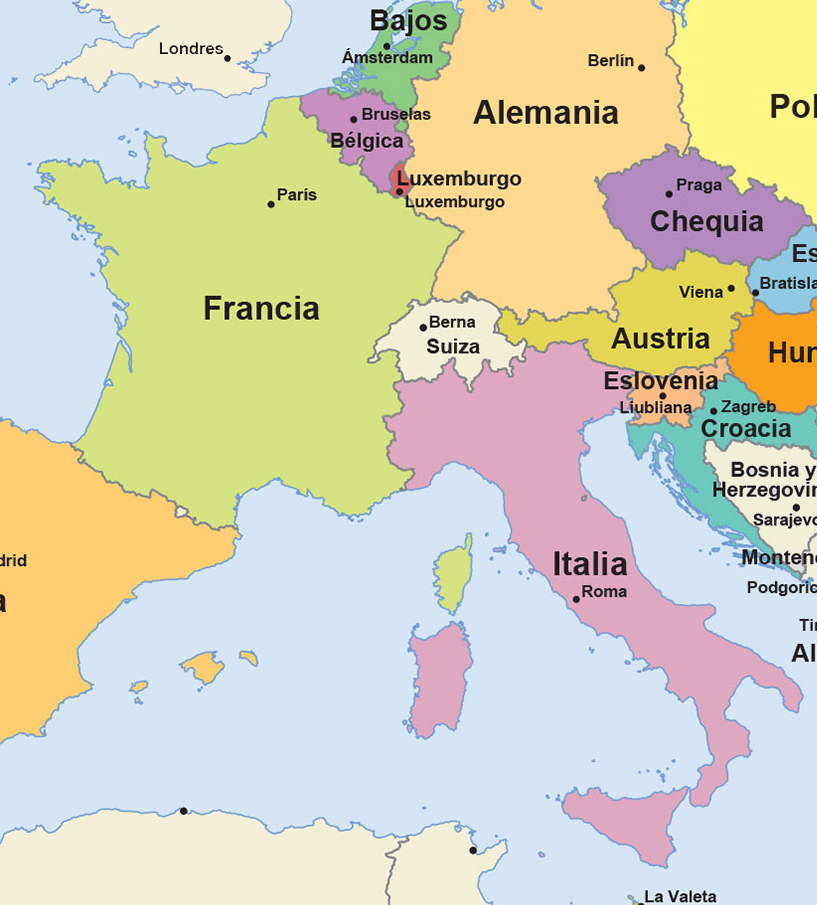 Bajos
Londres
Ámsterdam
Berlín
Alemania
Pol
Bruselas
Bélgica
Luxemburgo
Luxemburgo
París
Praga
Chequia
Es
Bratisla
Viena
Francia
Berna
Suiza
Austria
Hun
Eslovenia
Liubliana
Zagreb
Croacia
Bosnia y
Herzegovin
Sarajevo
Montene
Podgoric
Italia
Roma
drid
a
Tir
Al
La Valeta